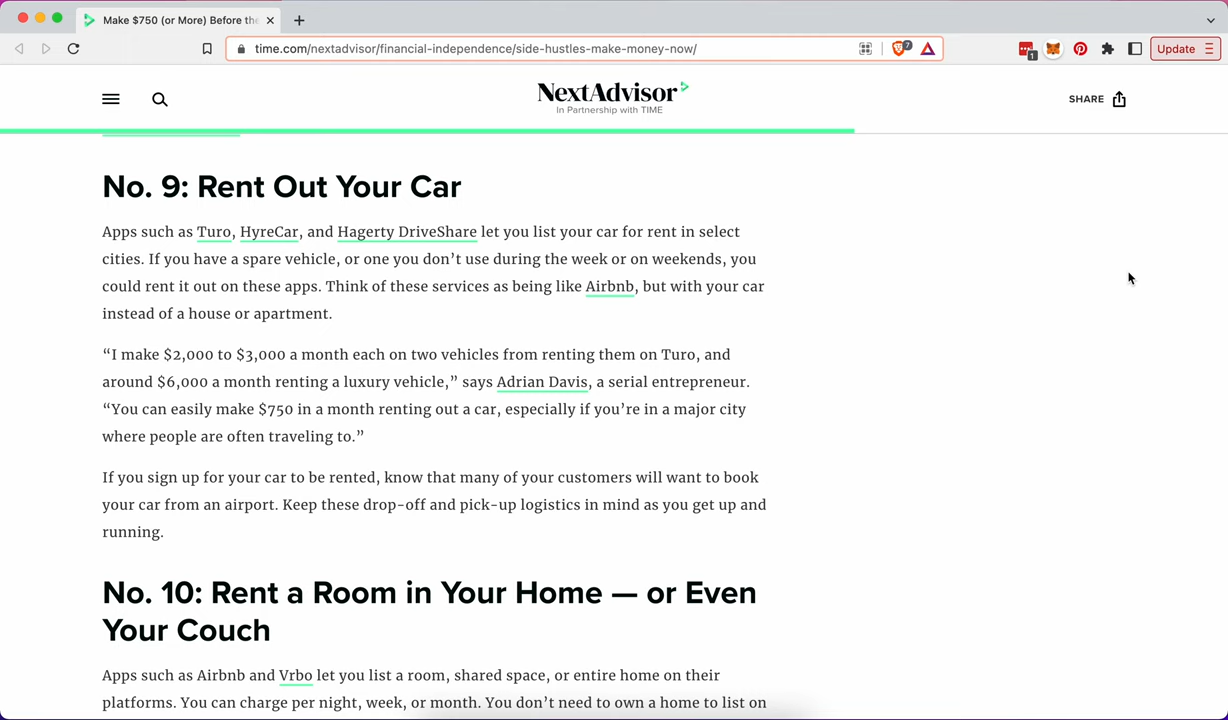 Make $750 (or More) Before the
time.com/nextadvisor/financial-independence/side-hustles-make-money-now/
7
1
Update
NextAdvisor
In Partnership with TIME
SHARE
No. 9: Rent Out Your Car
Apps such as Turo, HyreCar, and Hagerty DriveShare let you list your car for rent in select
cities. If you have a spare vehicle, or one you don’t use during the week or on weekends, you
could rent it out on these apps. Think of these services as being like Airbnb, but with your car
instead of a house or apartment.
“I make $2,000 to $3,000 a month each on two vehicles from renting them on Turo, and
around $6,000 a month renting a luxury vehicle,” says Adrian Davis, a serial entrepreneur.
“You can easily make $750 in a month renting out a car, especially if you’re in a major city
where people are often traveling to.”
If you sign up for your car to be rented, know that many of your customers will want to book
your car from an airport. Keep these drop-off and pick-up logistics in mind as you get up and
running.
No. 10: Rent a Room in Your Home — or Even
Your Couch
Apps such as Airbnb and Vrbo let you list a room, shared space, or entire home on their
platforms. You can charge per night, week, or month. You don’t need to own a home to list on